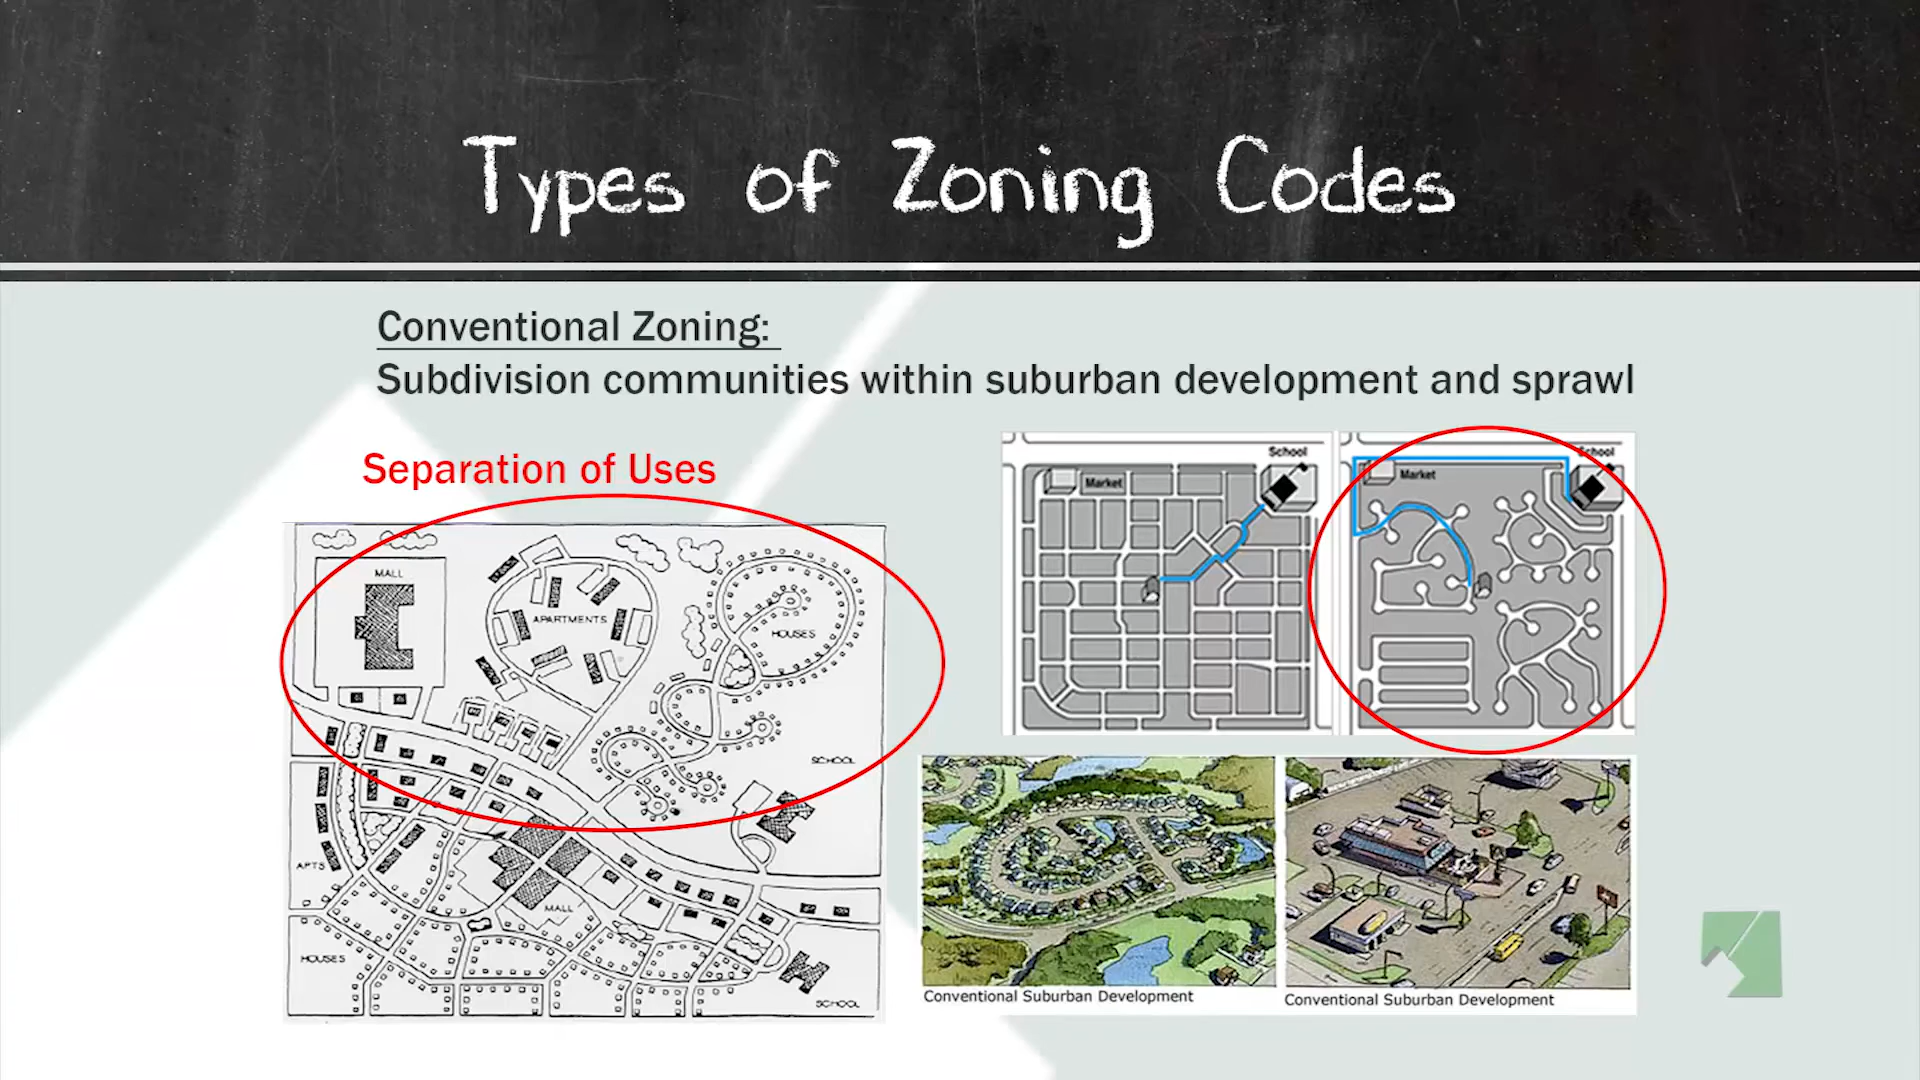 Types of Zoning Codes
Conventional Zoning:
Subdivision communities within suburban development and sprawl
Separation of Uses
MALL
APARTMENTS
HOUSES
SCHOOL
APTS
MALL
HOUSES
SCHOOL
School
Market
School
Market
Conventional Suburban Development
Conventional Suburban Development